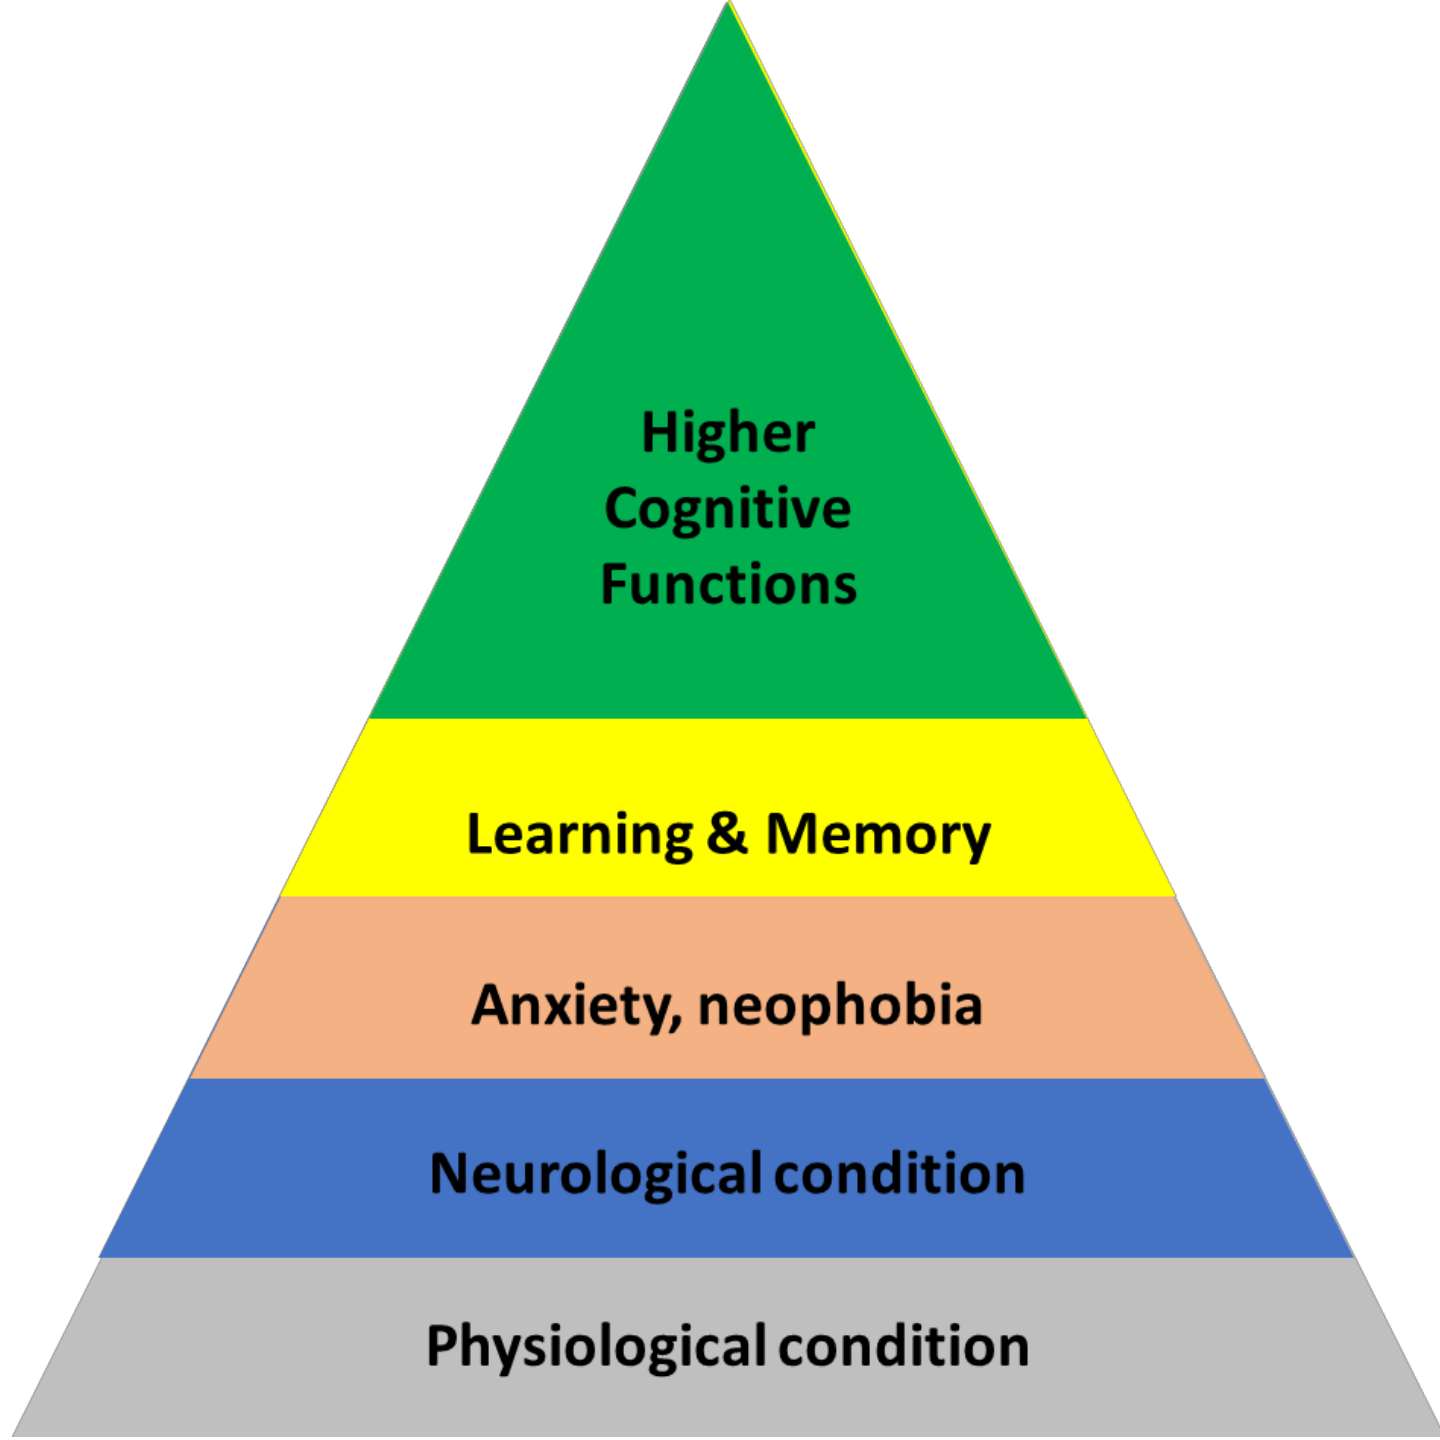 Higher
Cognitive
Functions
Learning & Memory
Anxiety, neophobia
Neurological condition
Physiological condition